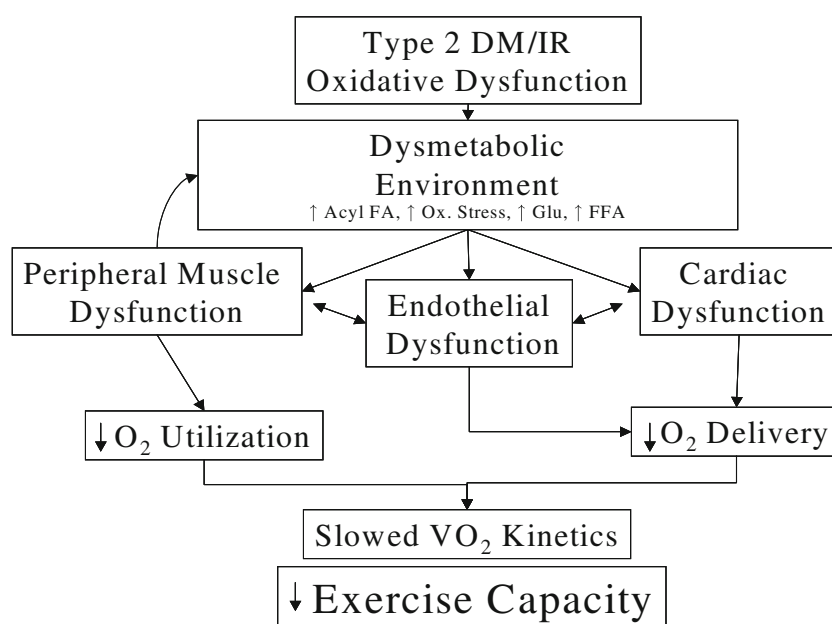 Type 2 DM/IR
Oxidative Dysfunction
Dysmetabolic
Environment
↑ Acyl FA, ↑ Ox. Stress, ↑ Glu, ↑ FFA
Peripheral Muscle
Dysfunction
Endothelial
Dysfunction
Cardiac
Dysfunction
↓ O₂ Utilization
↓ O₂ Delivery
Slowed VO₂ Kinetics
↓ Exercise Capacity